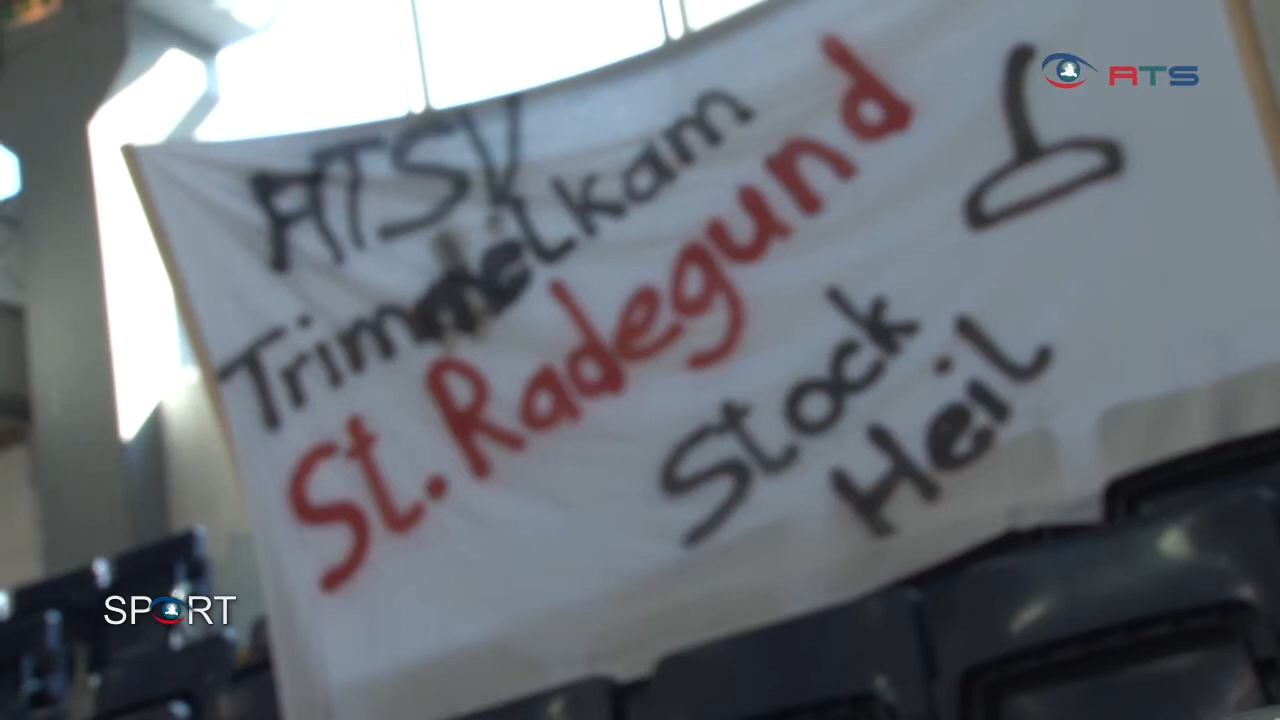 RTS
ATSV
Trimmelkam
St. Radegund
Stock
Heil
SPORT